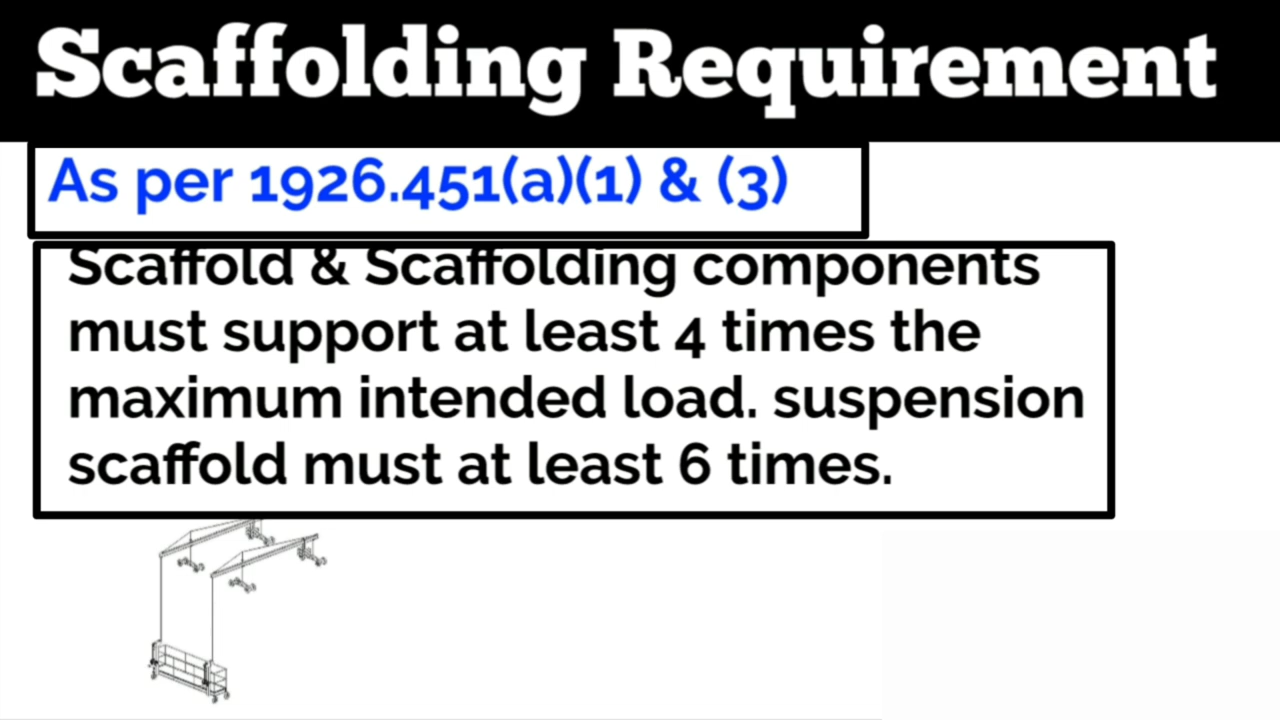 Scaffolding Requirement
As per 1926.451(a)(1) & (3)
Scaffold & Scaffolding components
must support at least 4 times the
maximum intended load. suspension
scaffold must at least 6 times.